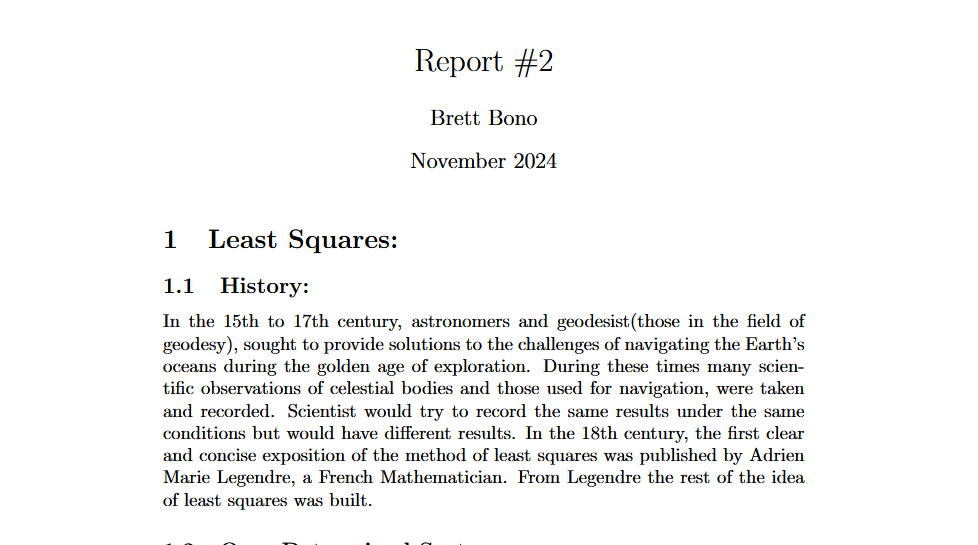 Report #2
Brett Bono
November 2024
1 Least Squares:
1.1 History:
In the 15th to 17th century, astronomers and geodesist(those in the field of
geodesy), sought to provide solutions to the challenges of navigating the Earth's
oceans during the golden age of exploration. During these times many scien-
tific observations of celestial bodies and those used for navigation, were taken
and recorded. Scientist would try to record the same results under the same
conditions but would have different results. In the 18th century, the first clear
and concise exposition of the method of least squares was published by Adrien
Marie Legendre, a French Mathematician. From Legendre the rest of the idea
of least squares was built.